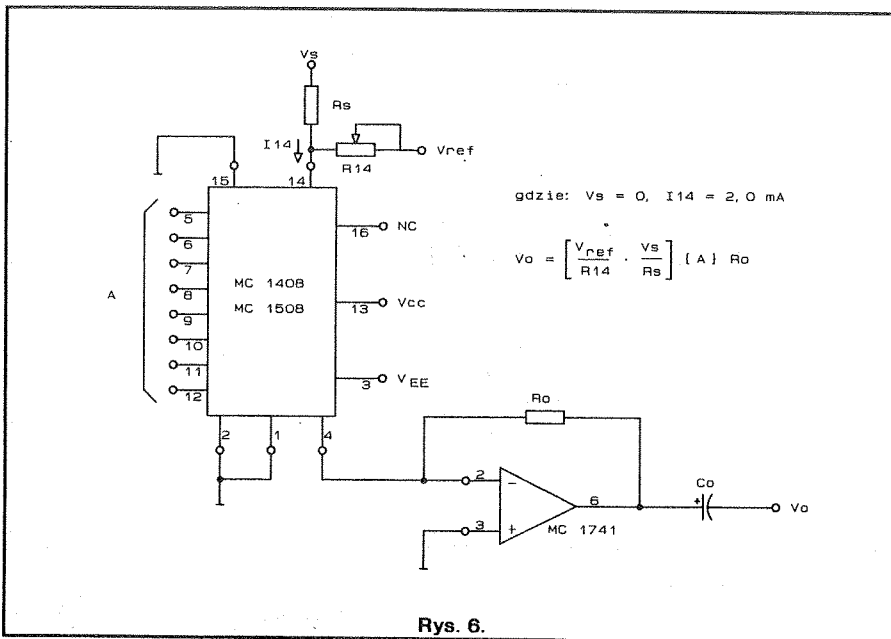 Vs
Rs
I14
R14
Vref
15
14
gdzie: Vs = 0, I14 = 2,0 mA
5
6
7
8
9
10
11
12
A
MC 1408
MC 1508
16 NC
13 Vcc
3 VEE
Vo = [Vref/R14 · Vs/Rs] {A} Ro
2
1
4
Ro
2
−
3
+
6
MC 1741
+
Co
Vo
Rys. 6.